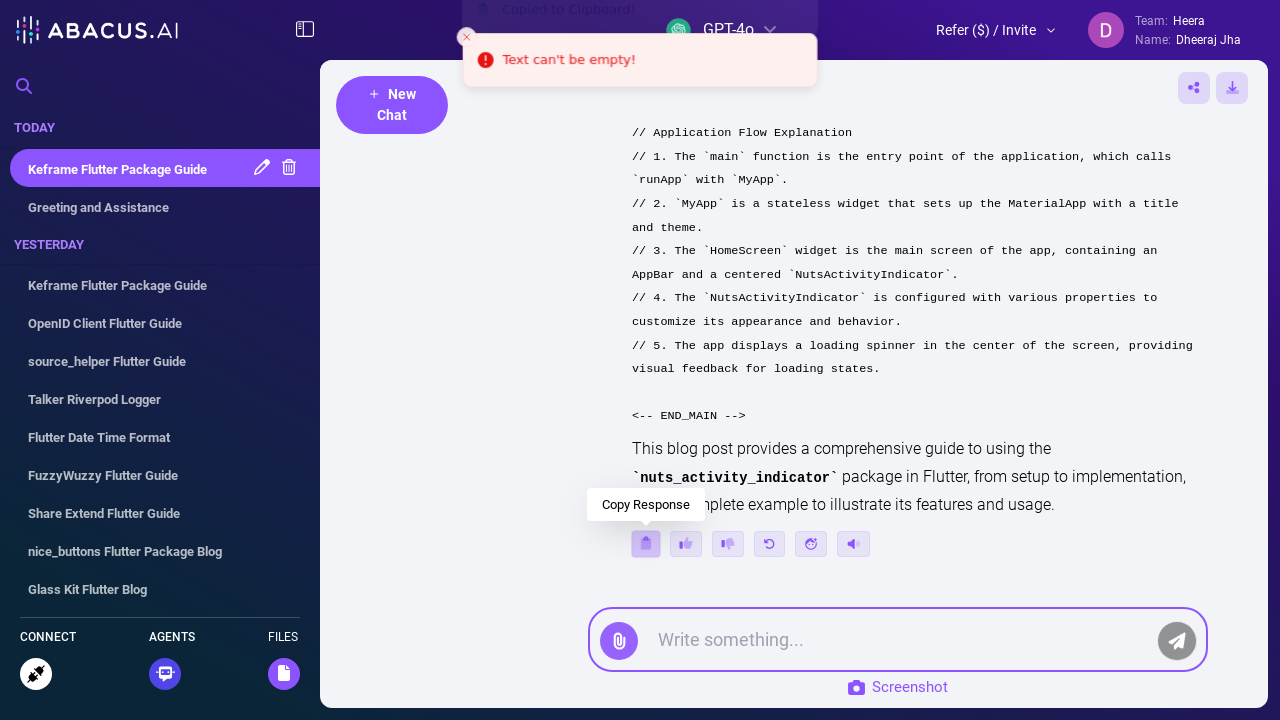 ABACUS.AI
Copied to Clipboard!
GPT-4o
Text can't be empty!
Refer ($) / Invite
D
Team: Heera
Name: Dheeraj Jha
TODAY
Keframe Flutter Package Guide
Greeting and Assistance
YESTERDAY
Keframe Flutter Package Guide
OpenID Client Flutter Guide
source_helper Flutter Guide
Talker Riverpod Logger
Flutter Date Time Format
FuzzyWuzzy Flutter Guide
Share Extend Flutter Guide
nice_buttons Flutter Package Blog
Glass Kit Flutter Blog
CONNECT
AGENTS
FILES
+ New
Chat
// Application Flow Explanation
// 1. The `main` function is the entry point of the application, which calls
`runApp` with `MyApp`.
// 2. `MyApp` is a stateless widget that sets up the MaterialApp with a title
and theme.
// 3. The `HomeScreen` widget is the main screen of the app, containing an
AppBar and a centered `NutsActivityIndicator`.
// 4. The `NutsActivityIndicator` is configured with various properties to
customize its appearance and behavior.
// 5. The app displays a loading spinner in the center of the screen, providing
visual feedback for loading states.
<-- END_MAIN -->
This blog post provides a comprehensive guide to using the
`nuts_activity_indicator` package in Flutter, from setup to implementation,
Copy Response
example to illustrate its features and usage.
Write something...
Screenshot